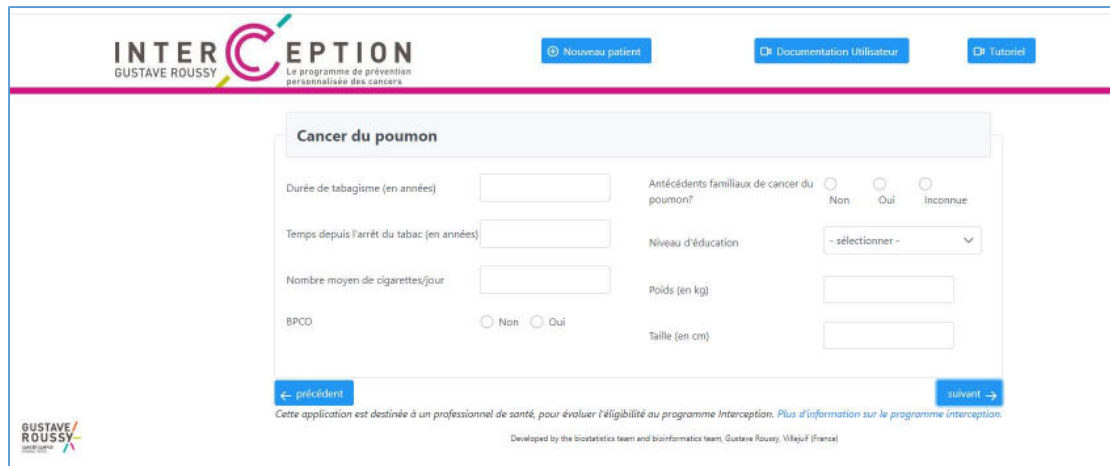 INTERCEPTION
GUSTAVE ROUSSY
Le programme de prévention
personnalisée des cancers
Nouveau patient
Documentation Utilisateur
Tutoriel
Cancer du poumon
Durée de tabagisme (en années)
Temps depuis l'arrêt du tabac (en années)
Nombre moyen de cigarettes/jour
BPCO
Non Oui
Antécédents familiaux de cancer du
poumon?
Non Oui Inconnue
Niveau d'éducation
- sélectionner -
Poids (en kg)
Taille (en cm)
← précédent
suivant →
Cette application est destinée à un professionnel de santé, pour évaluer l'éligibilité au programme Interception. Plus d'information sur le programme interception.
GUSTAVE/
ROUSSY
Developed by the biostatistics team and bioinformatics team, Gustave Roussy, Villejuif (France)